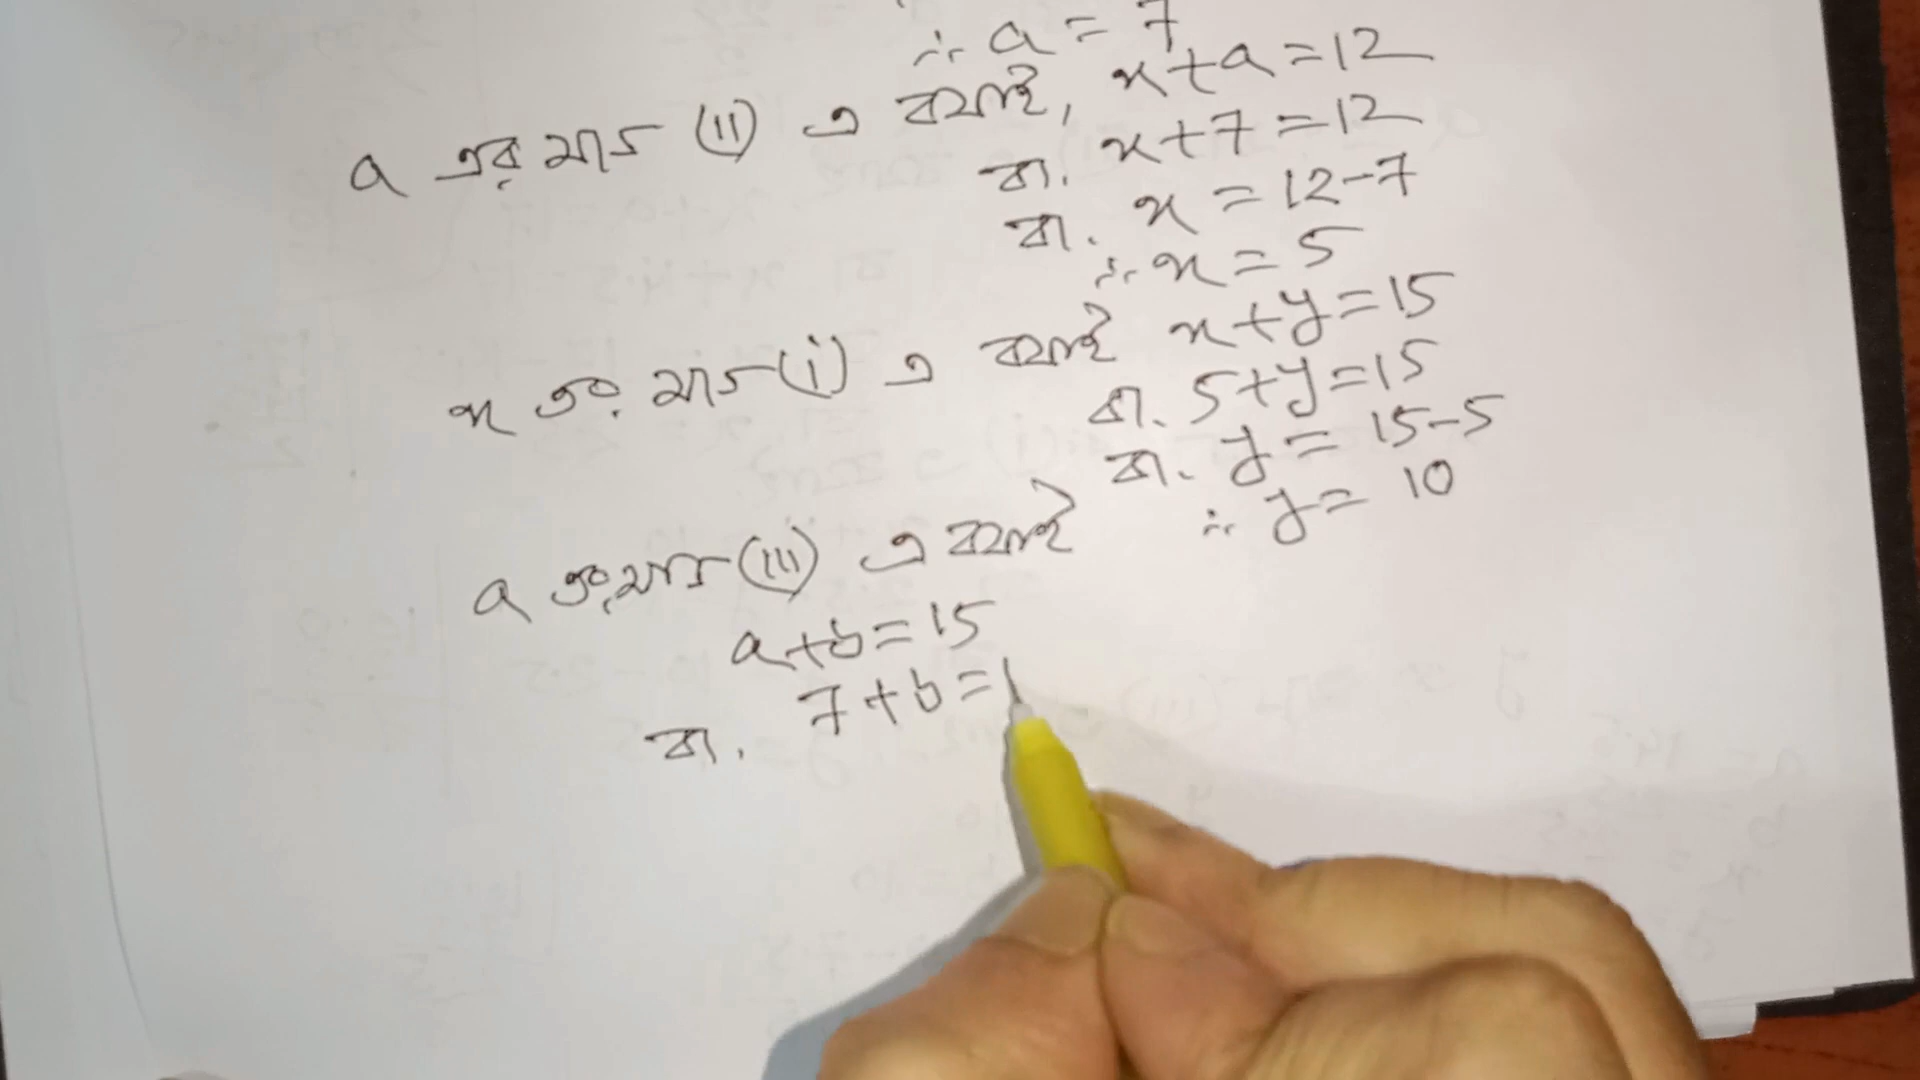 ∴ a = 7
a এর মান (ii) এ বসাই, x+a=12
বা. x+7=12
বা. x = 12-7
∴ x = 5
x এর মান (i) এ বসাই x+y=15
বা. 5+y=15
বা. y = 15-5
∴ y = 10
a এর মান (iii) এ বসাই
a+b=15
বা. 7+b=1